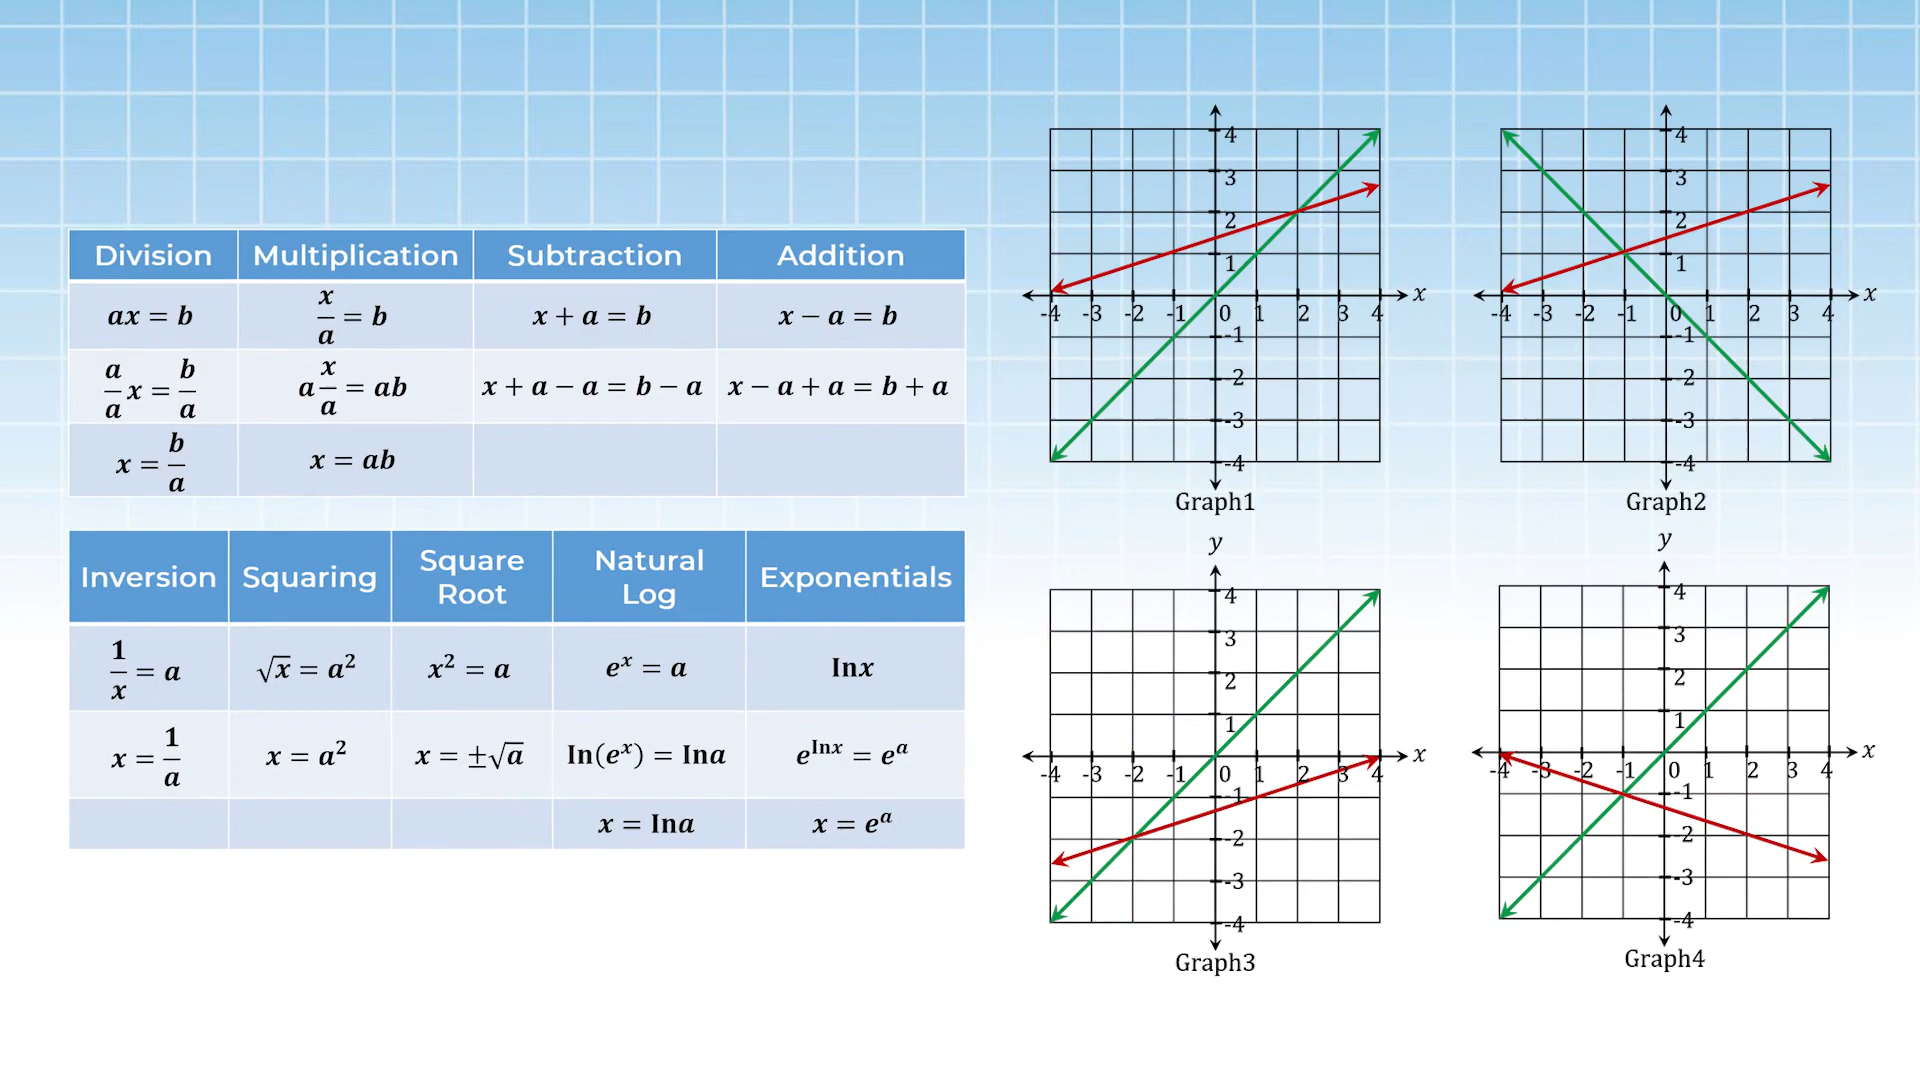 Division Multiplication Subtraction Addition
ax = b x/a = b x + a = b x − a = b
a/a x = b/a a x/a = ab x + a − a = b − a x − a + a = b + a
x = b/a x = ab
Inversion Squaring Square Root Natural Log Exponentials
1/x = a √x = a² x² = a eˣ = a Inx
x = 1/a x = a² x = ±√a In(eˣ) = Ina e^Inx = eᵃ
x = Ina x = eᵃ
4
3
2
1
x
-4 -3 -2 -1 0 1 2 3 4
-1
-2
-3
-4
Graph1
4
3
2
1
x
-4 -3 -2 -1 0 1 2 3 4
-1
-2
-3
-4
Graph2
y
4
3
2
1
x
-4 -3 -2 -1 0 1 2 3 4
-1
-2
-3
-4
Graph3
y
4
3
2
1
x
-4 -3 -2 -1 0 1 2 3 4
-1
-2
-3
-4
Graph4